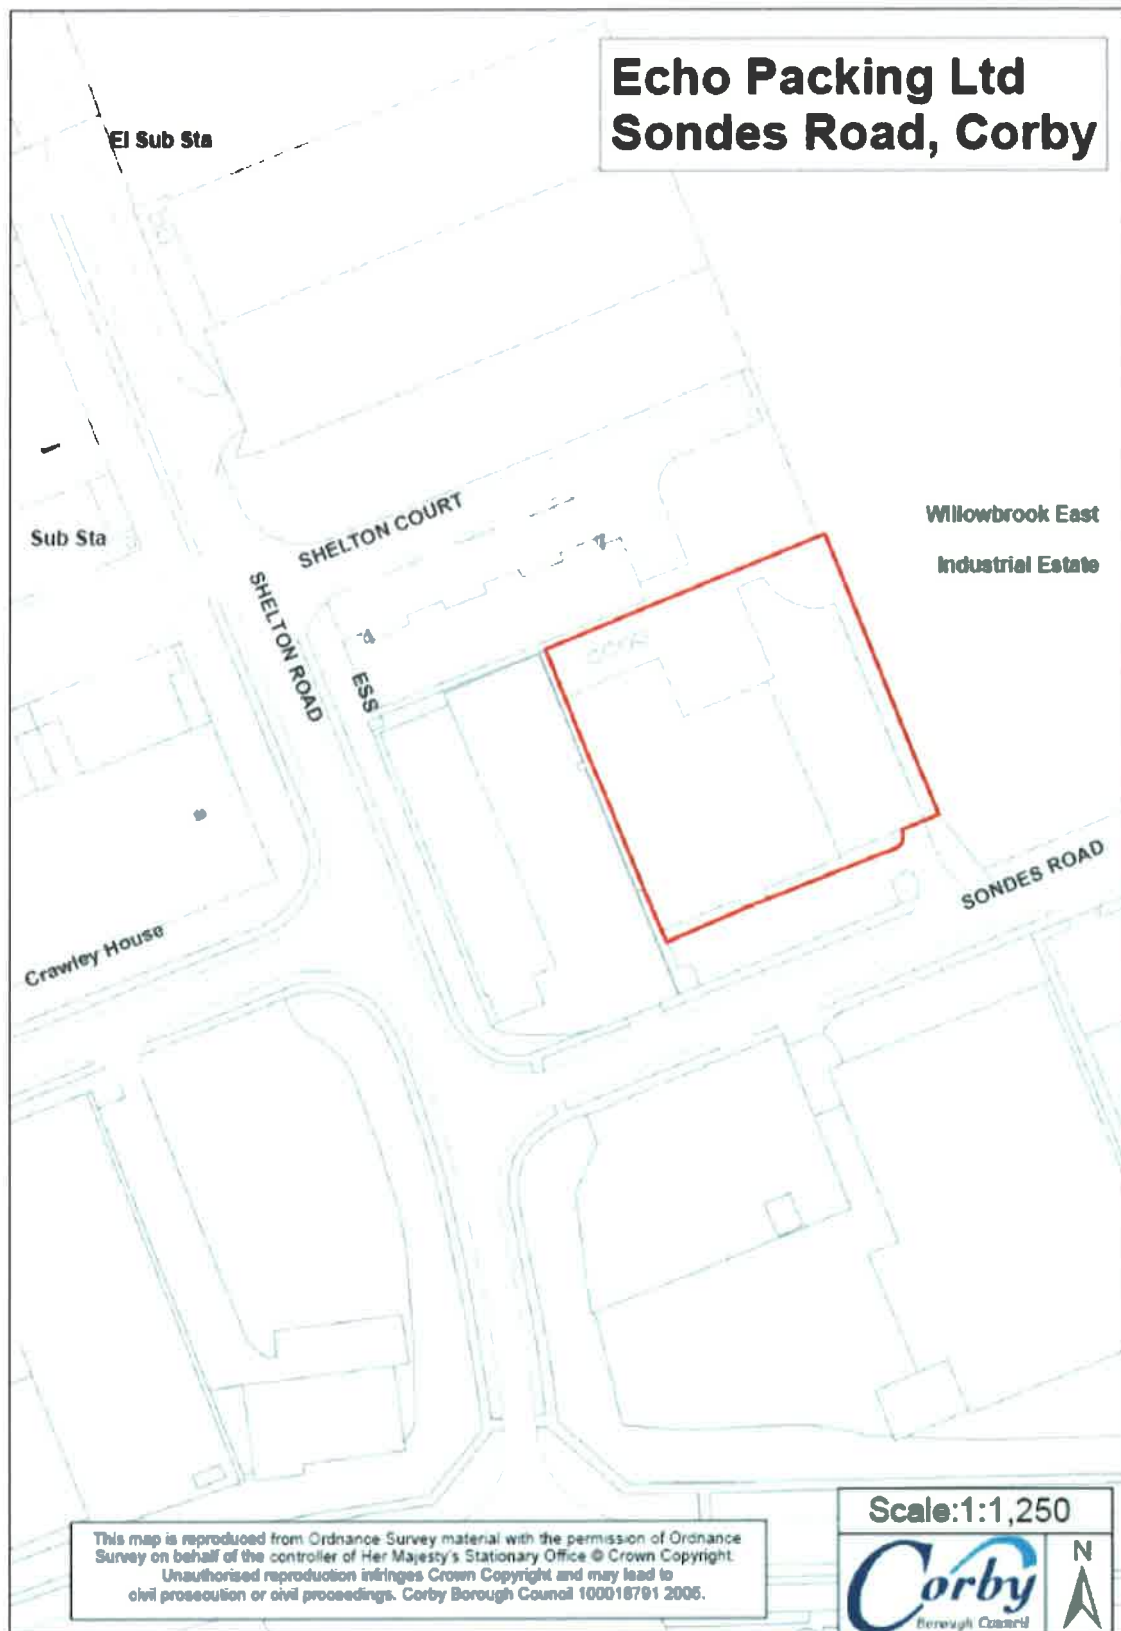 Echo Packing Ltd
Sondes Road, Corby
El Sub Sta
Willowbrook East
Industrial Estate
Sub Sta
SHELTON COURT
SHELTON ROAD
ESS
SONDES ROAD
Crawley House
Scale:1:1,250
This map is reproduced from Ordnance Survey material with the permission of Ordnance
Survey on behalf of the controller of Her Majesty's Stationary Office © Crown Copyright.
Unauthorised reproduction infringes Crown Copyright and may lead to
civil prosecution or civil proceedings. Corby Borough Council 100018791 2005.
Corby
Borough Council
N